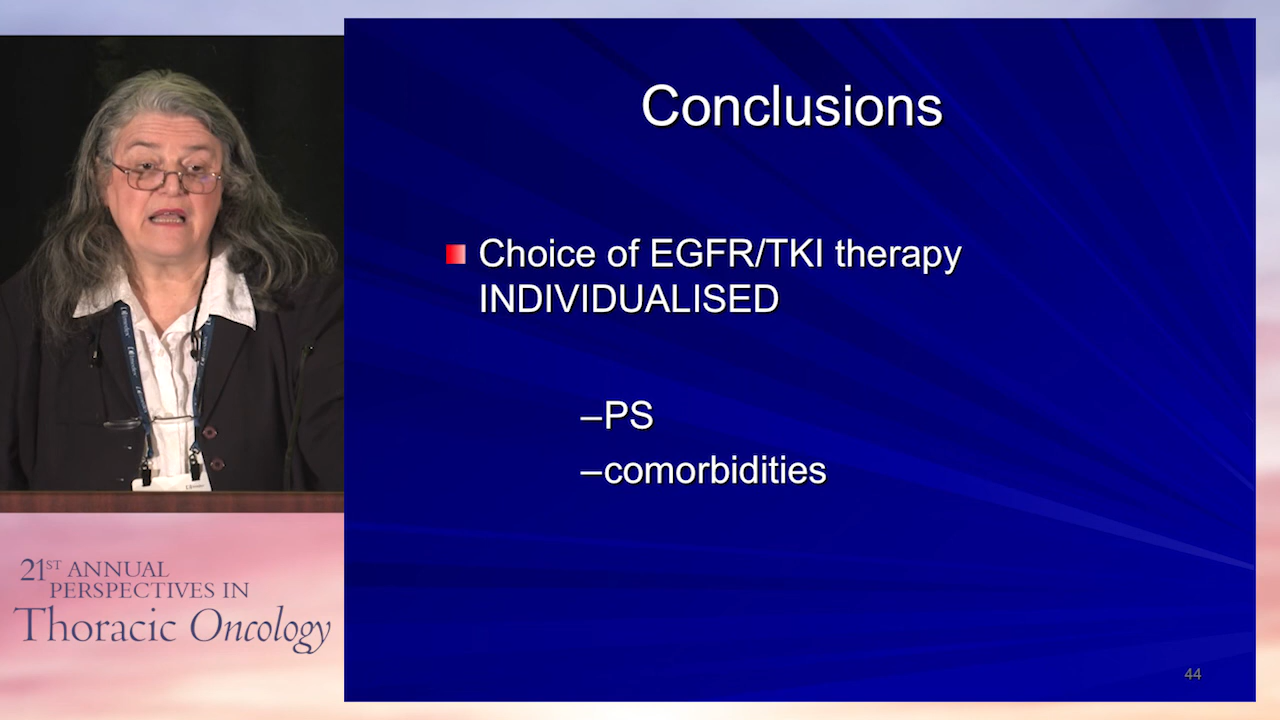 Conclusions
Choice of EGFR/TKI therapy
INDIVIDUALISED
–PS
–comorbidities
44
21ST ANNUAL
PERSPECTIVES IN
Thoracic Oncology